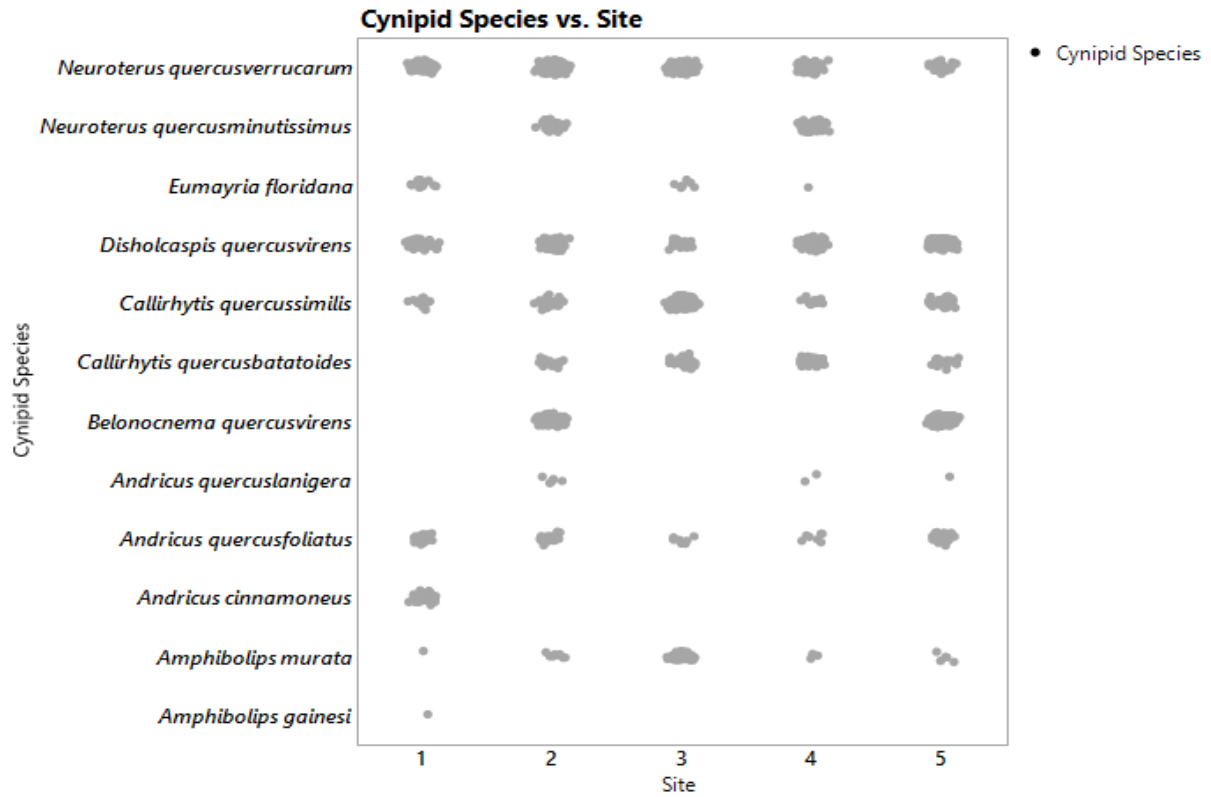 Cynipid Species vs. Site
Cynipid Species
Neuroterus quercusverrucarum
Neuroterus quercusminutissimus
Eumayria floridana
Disholcaspis quercusvirens
Callirhytis quercussimilis
Callirhytis quercusbatatoides
Belonocnema quercusvirens
Andricus quercuslanigera
Andricus quercusfoliatus
Andricus cinnamoneus
Amphibolips murata
Amphibolips gainesi
Cynipid Species
1 2 3 4 5
Site